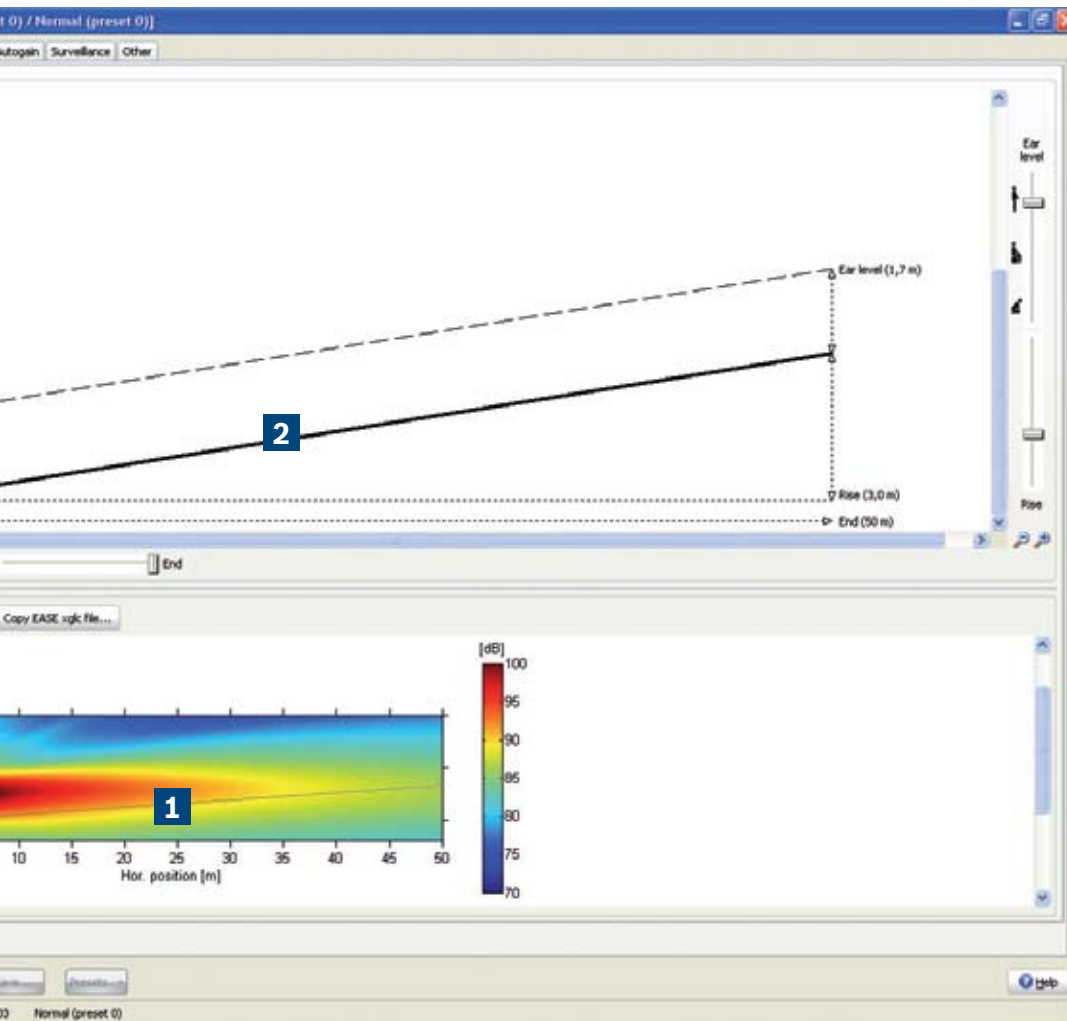 t 0) / Normal (preset 0)]
utogain Surveillance Other
Ear
level
Ear level (1,7 m)
2
Rise (3,0 m)
Rise
End (50 m)
End
Copy EASE xglc file...
[dB]
100
95
90
85
80
75
70
1
10 15 20 25 30 35 40 45 50
Hor. position [m]
Presets...
Help
03 Normal (preset 0)